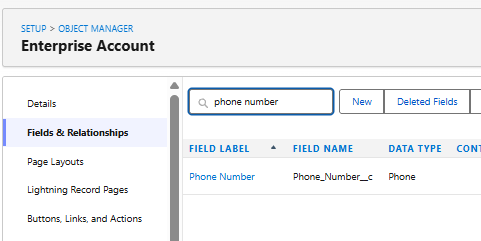 SETUP > OBJECT MANAGER
Enterprise Account
Details
Fields & Relationships
Page Layouts
Lightning Record Pages
Buttons, Links, and Actions
phone number
New
Deleted Fields
FIELD LABEL FIELD NAME DATA TYPE CONT
Phone Number Phone_Number__c Phone